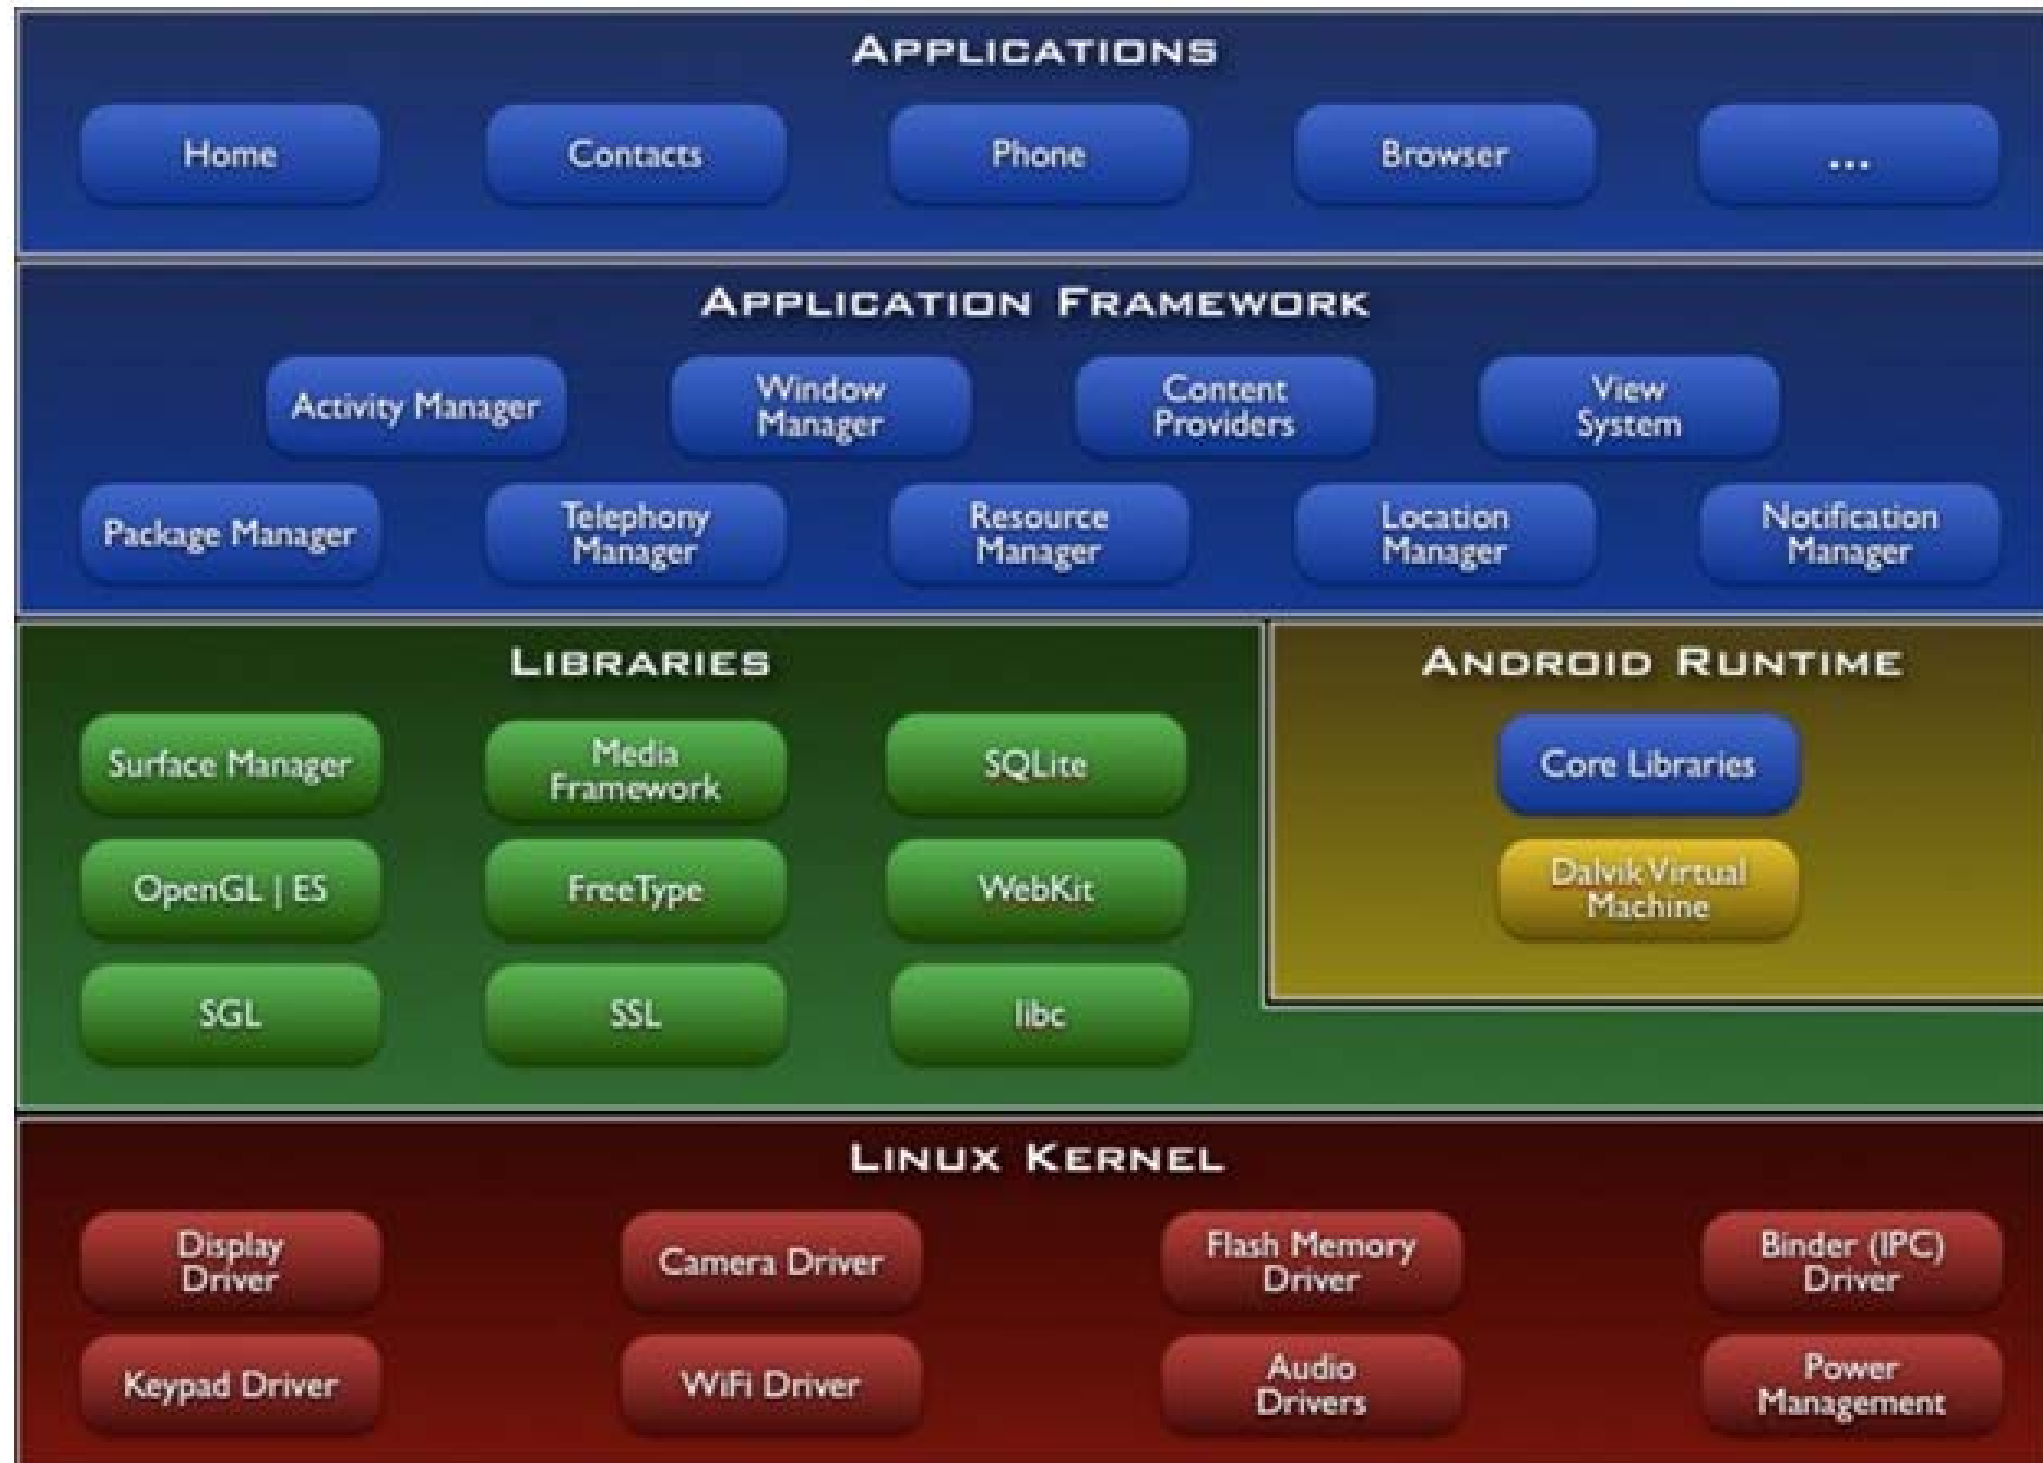 APPLICATIONS
Home
Contacts
Phone
Browser
...
APPLICATION FRAMEWORK
Activity Manager
Window
Manager
Content
Providers
View
System
Package Manager
Telephony
Manager
Resource
Manager
Location
Manager
Notification
Manager
LIBRARIES
Surface Manager
Media
Framework
SQLite
OpenGL | ES
FreeType
WebKit
SGL
SSL
libc
ANDROID RUNTIME
Core Libraries
Dalvik Virtual
Machine
LINUX KERNEL
Display
Driver
Camera Driver
Flash Memory
Driver
Binder (IPC)
Driver
Keypad Driver
WiFi Driver
Audio
Drivers
Power
Management